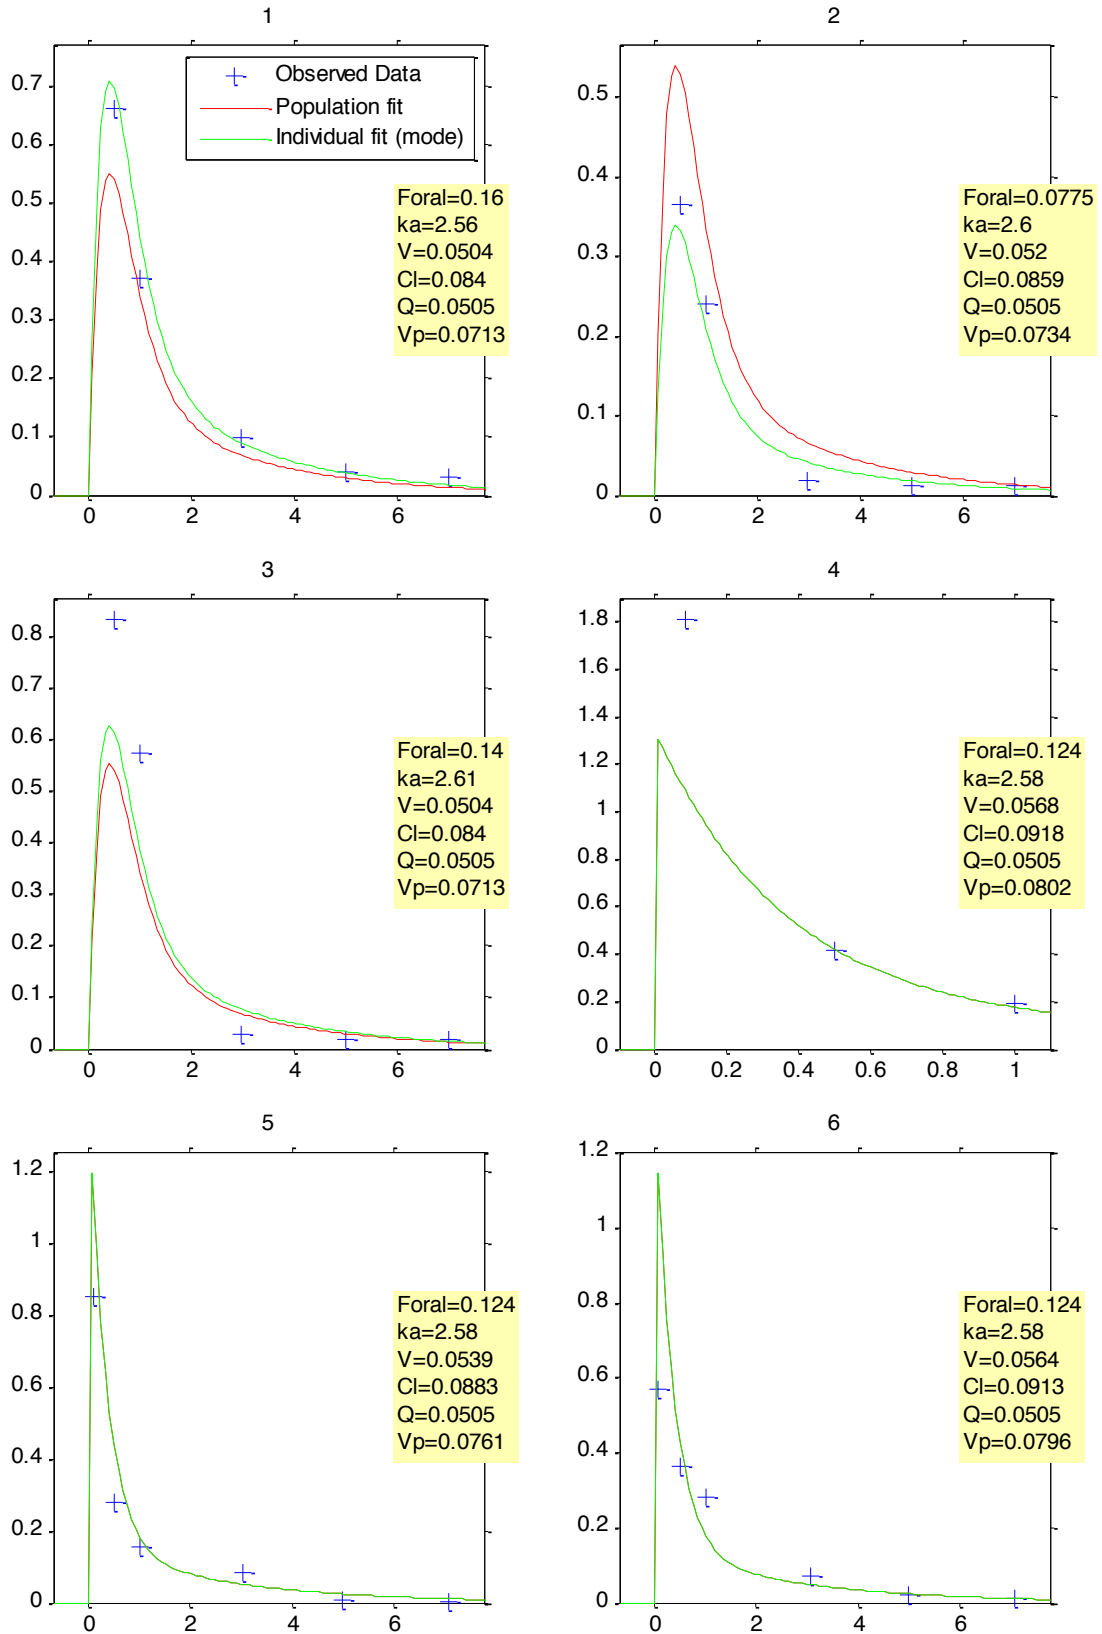 1
0.7
0.6
0.5
0.4
0.3
0.2
0.1
0
0 2 4 6
Observed Data
Population fit
Individual fit (mode)
Foral=0.16
ka=2.56
V=0.0504
Cl=0.084
Q=0.0505
Vp=0.0713
2
0.5
0.4
0.3
0.2
0.1
0
0 2 4 6
Foral=0.0775
ka=2.6
V=0.052
Cl=0.0859
Q=0.0505
Vp=0.0734
3
0.8
0.7
0.6
0.5
0.4
0.3
0.2
0.1
0
0 2 4 6
Foral=0.14
ka=2.61
V=0.0504
Cl=0.084
Q=0.0505
Vp=0.0713
4
1.8
1.6
1.4
1.2
1
0.8
0.6
0.4
0.2
0
0 0.2 0.4 0.6 0.8 1
Foral=0.124
ka=2.58
V=0.0568
Cl=0.0918
Q=0.0505
Vp=0.0802
5
1.2
1
0.8
0.6
0.4
0.2
0
0 2 4 6
Foral=0.124
ka=2.58
V=0.0539
Cl=0.0883
Q=0.0505
Vp=0.0761
6
1.2
1
0.8
0.6
0.4
0.2
0
0 2 4 6
Foral=0.124
ka=2.58
V=0.0564
Cl=0.0913
Q=0.0505
Vp=0.0796